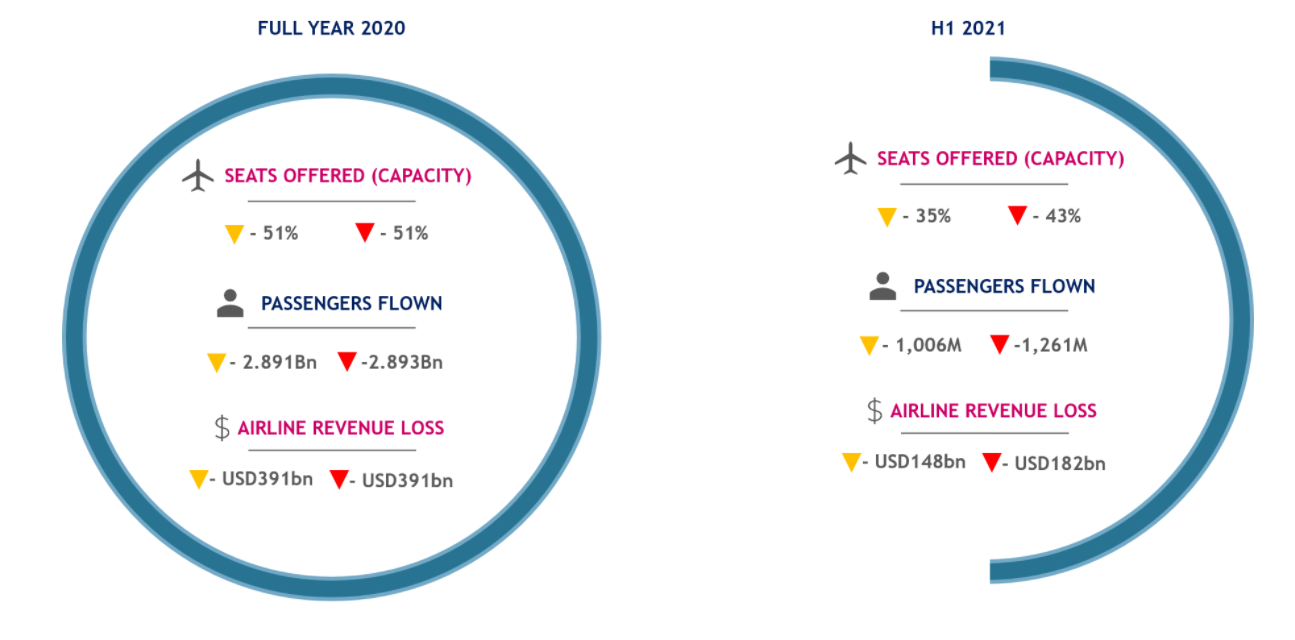 FULL YEAR 2020
SEATS OFFERED (CAPACITY)
- 51% - 51%
PASSENGERS FLOWN
- 2.891Bn -2.893Bn
$ AIRLINE REVENUE LOSS
- USD391bn - USD391bn
H1 2021
SEATS OFFERED (CAPACITY)
- 35% - 43%
PASSENGERS FLOWN
- 1,006M -1,261M
$ AIRLINE REVENUE LOSS
- USD148bn - USD182bn